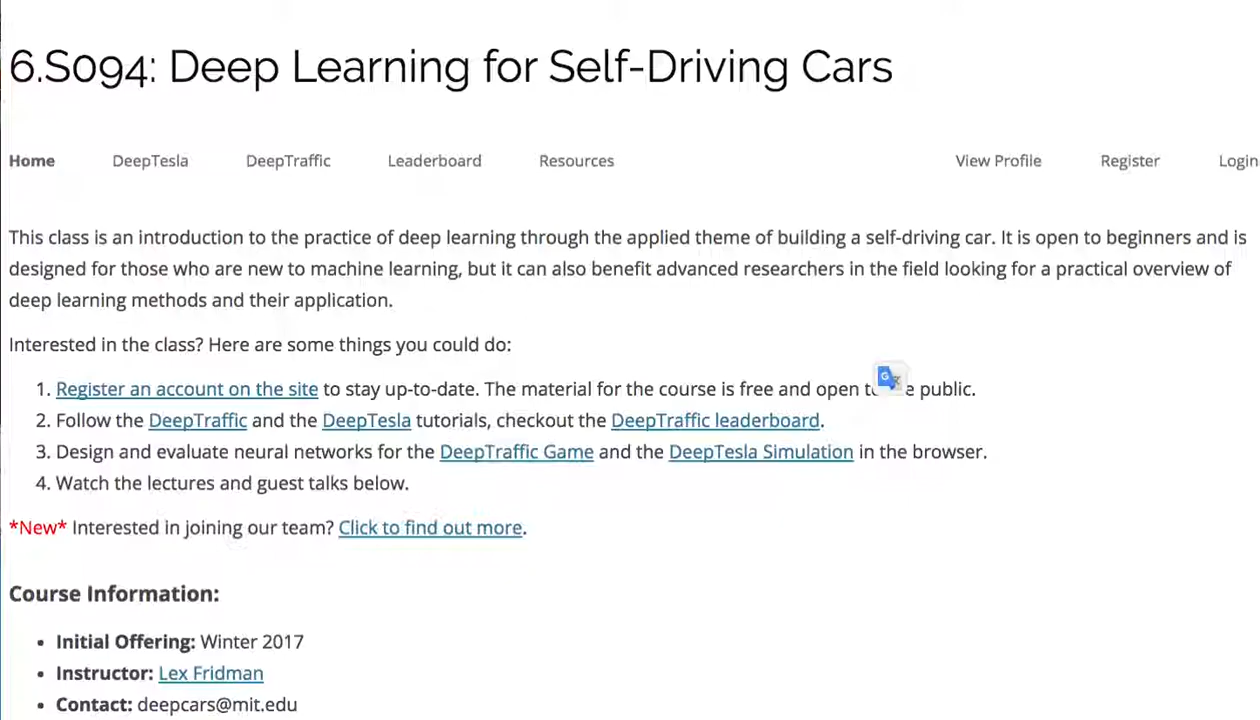 6.S094: Deep Learning for Self-Driving Cars
Home DeepTesla DeepTraffic Leaderboard Resources View Profile Register Login
This class is an introduction to the practice of deep learning through the applied theme of building a self-driving car. It is open to beginners and is
designed for those who are new to machine learning, but it can also benefit advanced researchers in the field looking for a practical overview of
deep learning methods and their application.
Interested in the class? Here are some things you could do:
1. Register an account on the site to stay up-to-date. The material for the course is free and open public.
2. Follow the DeepTraffic and the DeepTesla tutorials, checkout the DeepTraffic leaderboard.
3. Design and evaluate neural networks for the DeepTraffic Game and the DeepTesla Simulation in the browser.
4. Watch the lectures and guest talks below.
*New* Interested in joining our team? Click to find out more.
Course Information:
• Initial Offering: Winter 2017
• Instructor: Lex Fridman
• Contact: deepcars@mit.edu